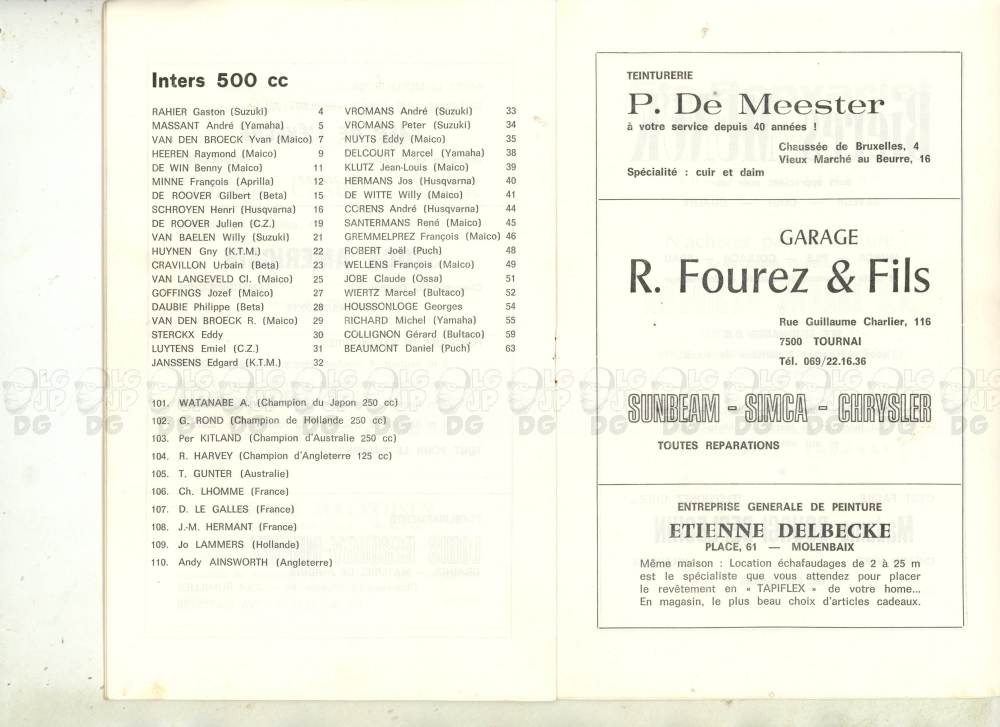 Inters 500 cc
RAHIER Gaston (Suzuki) 4
MASSANT André (Yamaha) 5
VAN DEN BROECK Yvan (Maico) 7
HEEREN Raymond (Maico) 9
DE WIN Benny (Maico) 11
MINNE François (Aprilla) 12
DE ROOVER Gilbert (Beta) 15
SCHROYEN Henri (Husqvarna) 16
DE ROOVER Julien (C.Z.) 19
VAN BAELEN Willy (Suzuki) 21
HUYNEN Gny (K.T.M.) 22
CRAVILLON Urbain (Beta) 23
VAN LANGEVELD Cl. (Maico) 25
GOFFINGS Jozef (Maico) 27
DAUBIE Philippe (Beta) 28
VAN DEN BROECK R. (Maico) 29
STERCKX Eddy 30
LUYTENS Emiel (C.Z.) 31
JANSSENS Edgard (K.T.M.) 32
VROMANS André (Suzuki) 33
VROMANS Peter (Suzuki) 34
NUYTS Eddy (Maico) 35
DELCOURT Marcel (Yamaha) 38
KLUTZ Jean-Louis (Maico) 39
HERMANS Jos (Husqvarna) 40
DE WITTE Willy (Maico) 41
CORENS André (Husqvarna) 44
SANTERMANS René (Maico) 45
GREMMELPREZ François (Maico) 46
ROBERT Joël (Puch) 48
WELLENS François (Maico) 49
JOBE Claude (Ossa) 51
WIERTZ Marcel (Bultaco) 52
HOUSSONLOGE Georges 54
RICHARD Michel (Yamaha) 55
COLLIGNON Gérard (Bultaco) 59
BEAUMONT Daniel (Puch) 63
101. WATANABE A. (Champion du Japon 250 cc)
102. G. ROND (Champion de Hollande 250 cc)
103. Per KITLAND (Champion d'Australie 250 cc)
104. R. HARVEY (Champion d'Angleterre 125 cc)
105. T. GUNTER (Australie)
106. Ch. LHOMME (France)
107. D. LE GALLES (France)
108. J.-M. HERMANT (France)
109. Jo LAMMERS (Hollande)
110. Andy AINSWORTH (Angleterre)
TEINTURERIE
P. De Meester
à votre service depuis 40 années !
Chaussée de Bruxelles, 4
Vieux Marché au Beurre, 16
Spécialité : cuir et daim
GARAGE
R. Fourez & Fils
Rue Guillaume Charlier, 116
7500 TOURNAI
Tél. 069/22.16.36
SUNBEAM - SIMCA - CHRYSLER
TOUTES REPARATIONS
ENTREPRISE GENERALE DE PEINTURE
ETIENNE DELBECKE
PLACE, 61 — MOLENBAIX
Même maison : Location échafaudages de 2 à 25 m
est le spécialiste que vous attendez pour placer
le revêtement en « TAPIFLEX » de votre home...
En magasin, le plus beau choix d'articles cadeaux.